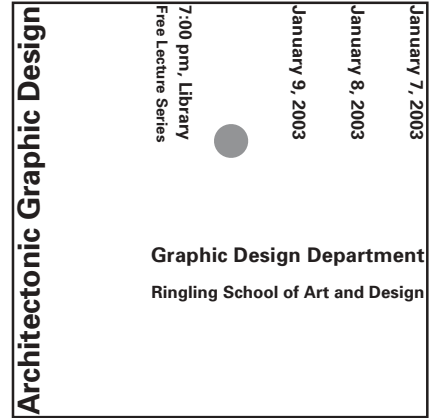 Architectonic Graphic Design
7:00 pm, Library
Free Lecture Series
January 9, 2003
January 8, 2003
January 7, 2003
Graphic Design Department
Ringling School of Art and Design